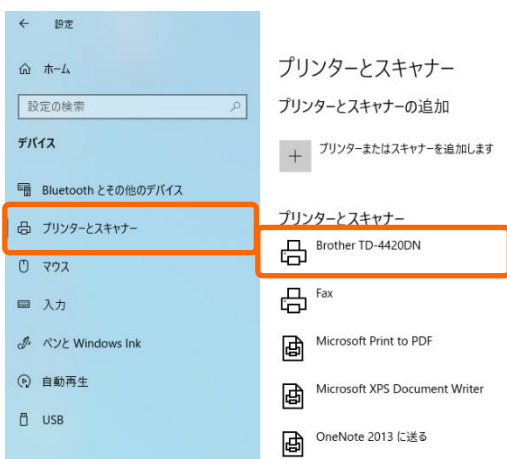 設定
ホーム
設定の検索
デバイス
Bluetooth とその他のデバイス
プリンターとスキャナー
マウス
入力
ペンと Windows Ink
自動再生
USB
プリンターとスキャナー
プリンターとスキャナーの追加
プリンターまたはスキャナーを追加します
プリンターとスキャナー
Brother TD-4420DN
Fax
Microsoft Print to PDF
Microsoft XPS Document Writer
OneNote 2013 に送る